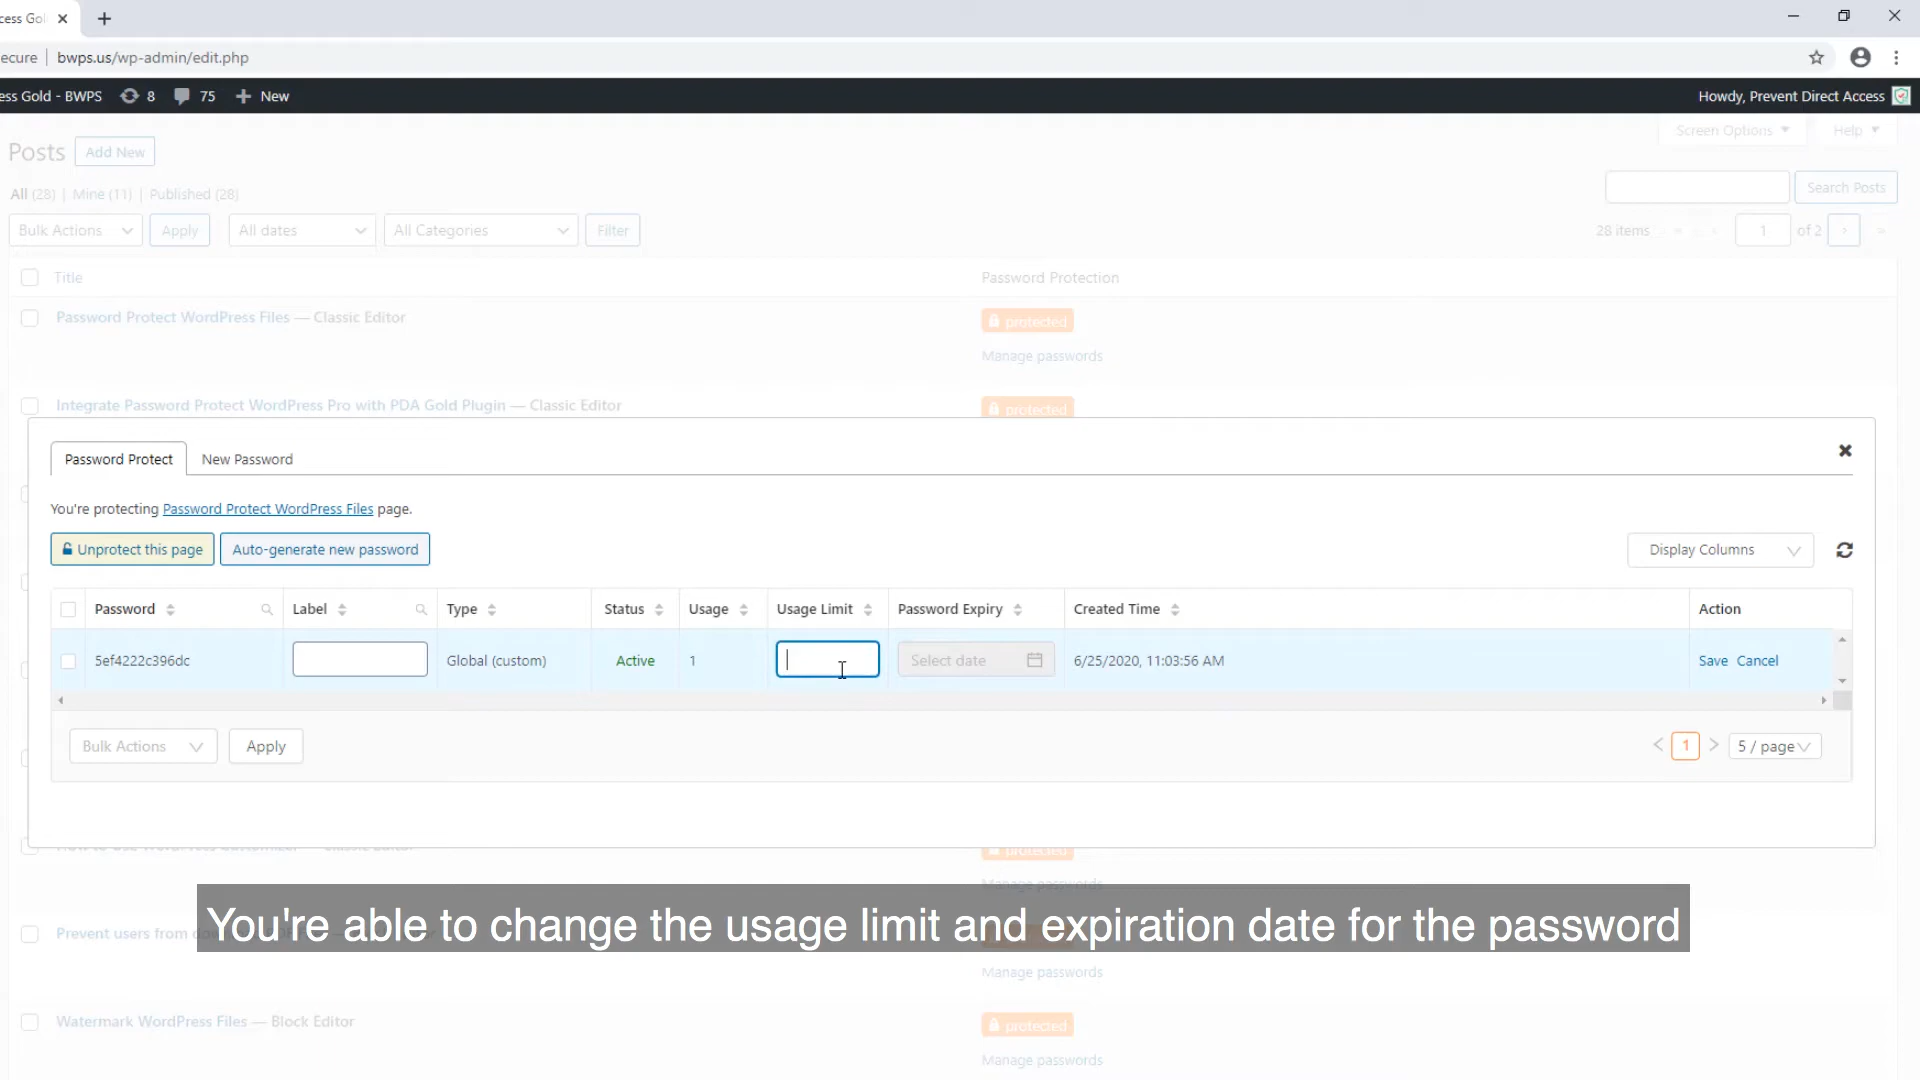 cess Gol
ecure bwps.us/wp-admin/edit.php
ess Gold - BWPS 8 75 New Howdy, Prevent Direct Access
Screen Options Help
Posts Add New
All (28) | Mine (11) | Published (28)
Search Posts
Bulk Actions Apply All dates All Categories Filter 28 items 1 of 2
Title Password Protection
Password Protect WordPress Files — Classic Editor protected
Manage passwords
Integrate Password Protect WordPress Pro with PDA Gold Plugin — Classic Editor protected
Password Protect New Password
You're protecting Password Protect WordPress Files page.
Unprotect this page Auto-generate new password Display Columns
Password Label Type Status Usage Usage Limit Password Expiry Created Time Action
5ef4222c396dc Global (custom) Active 1 Select date 6/25/2020, 11:03:56 AM Save Cancel
Bulk Actions Apply 1 5 / page
How to Use WordPress Customizer — Classic Editor protected
Manage passwords
You're able to change the usage limit and expiration date for the password
Prevent users from
Manage passwords
Watermark WordPress Files — Block Editor protected
Manage passwords